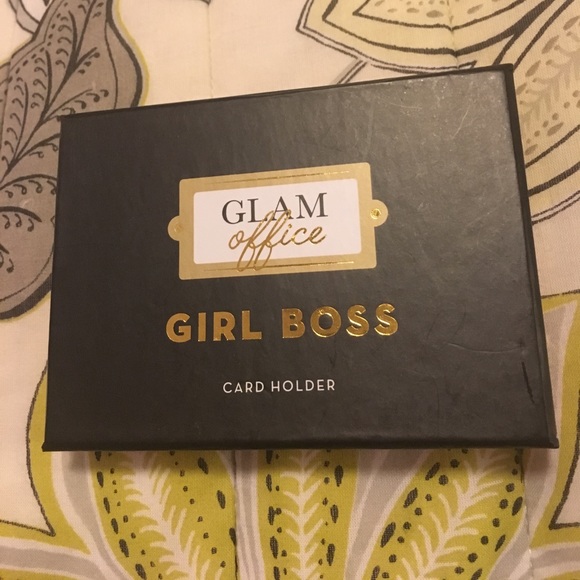 GLAM
office
GIRL BOSS
CARD HOLDER